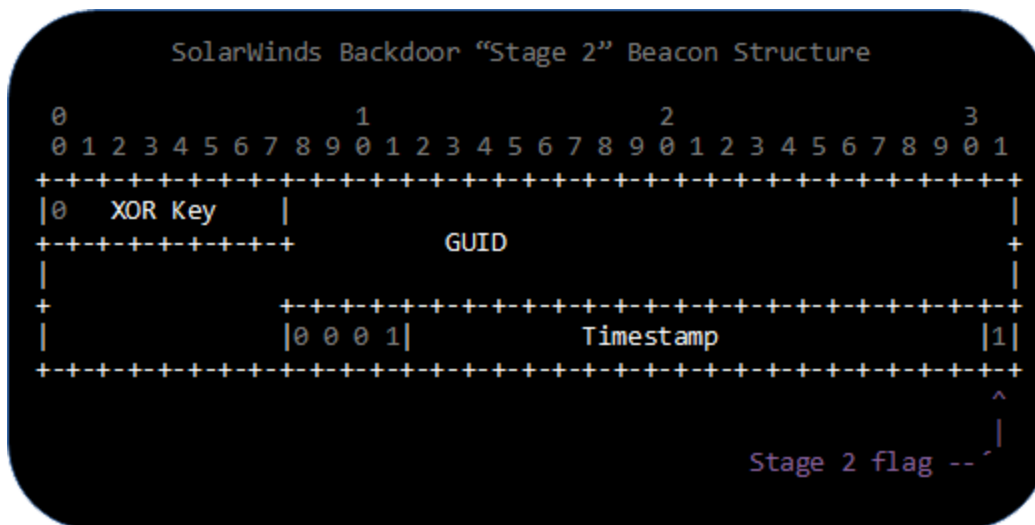 SolarWinds Backdoor “Stage 2” Beacon Structure
0 1 2 3
0 1 2 3 4 5 6 7 8 9 0 1 2 3 4 5 6 7 8 9 0 1 2 3 4 5 6 7 8 9 0 1
+-+-+-+-+-+-+-+-+-+-+-+-+-+-+-+-+-+-+-+-+-+-+-+-+-+-+-+-+-+-+-+-+
|0 XOR Key | |
+-+-+-+-+-+-+-+-+ GUID +
| |
+ +-+-+-+-+-+-+-+-+-+-+-+-+-+-+-+-+-+-+-+-+-+-+-+-+
| |0 0 0 1| Timestamp |1|
+-+-+-+-+-+-+-+-+-+-+-+-+-+-+-+-+-+-+-+-+-+-+-+-+-+-+-+-+-+-+-+-+
^
|
Stage 2 flag --´